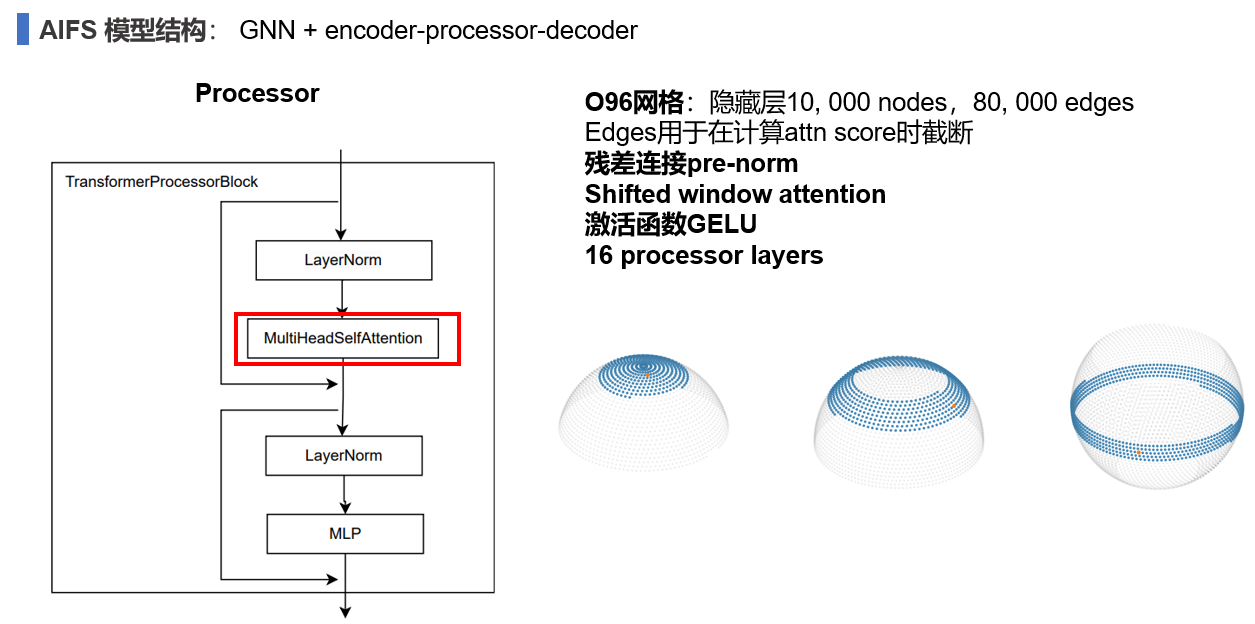 AIFS 模型结构： GNN + encoder-processor-decoder
Processor
TransformerProcessorBlock
LayerNorm
MultiHeadSelfAttention
LayerNorm
MLP
O96网格：隐藏层10, 000 nodes，80, 000 edges
Edges用于在计算attn score时截断
残差连接pre-norm
Shifted window attention
激活函数GELU
16 processor layers